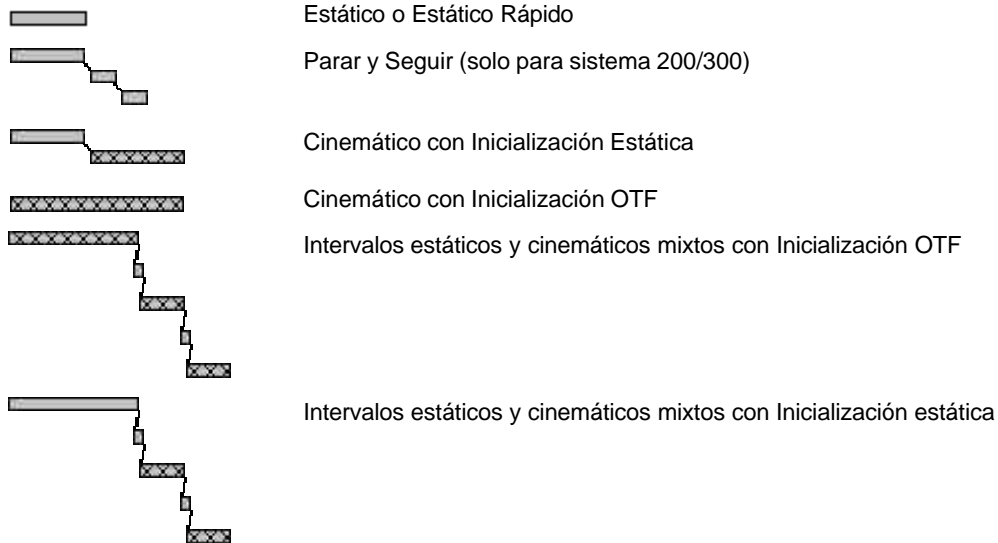 Estático o Estático Rápido
Parar y Seguir (solo para sistema 200/300)
Cinemático con Inicialización Estática
Cinemático con Inicialización OTF
Intervalos estáticos y cinemáticos mixtos con Inicialización OTF
Intervalos estáticos y cinemáticos mixtos con Inicialización estática